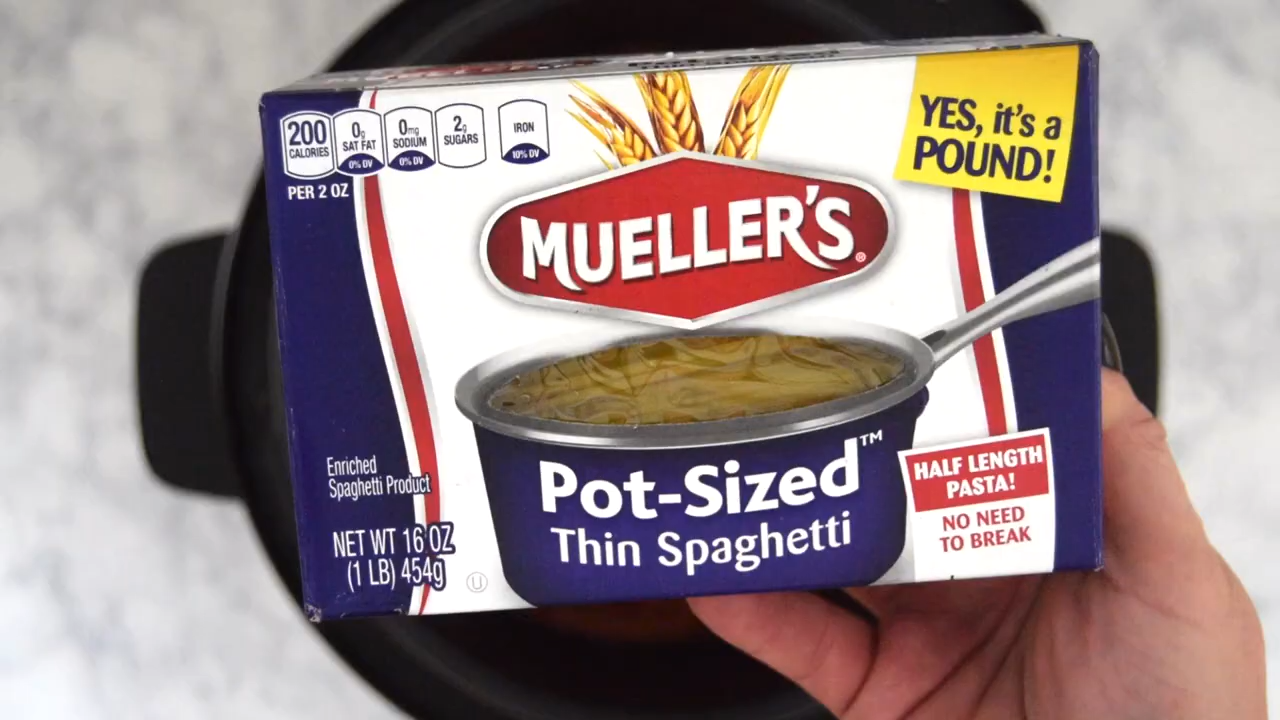 200
CALORIES
PER 2 OZ
0g
SAT FAT
0% DV
0mg
SODIUM
0% DV
2g
SUGARS
IRON
10% DV
YES, it's a
POUND!
MUELLER'S®
Pot-Sized™
Thin Spaghetti
HALF LENGTH
PASTA!
NO NEED
TO BREAK
Enriched
Spaghetti Product
NET WT 16 OZ
(1 LB) 454g
U